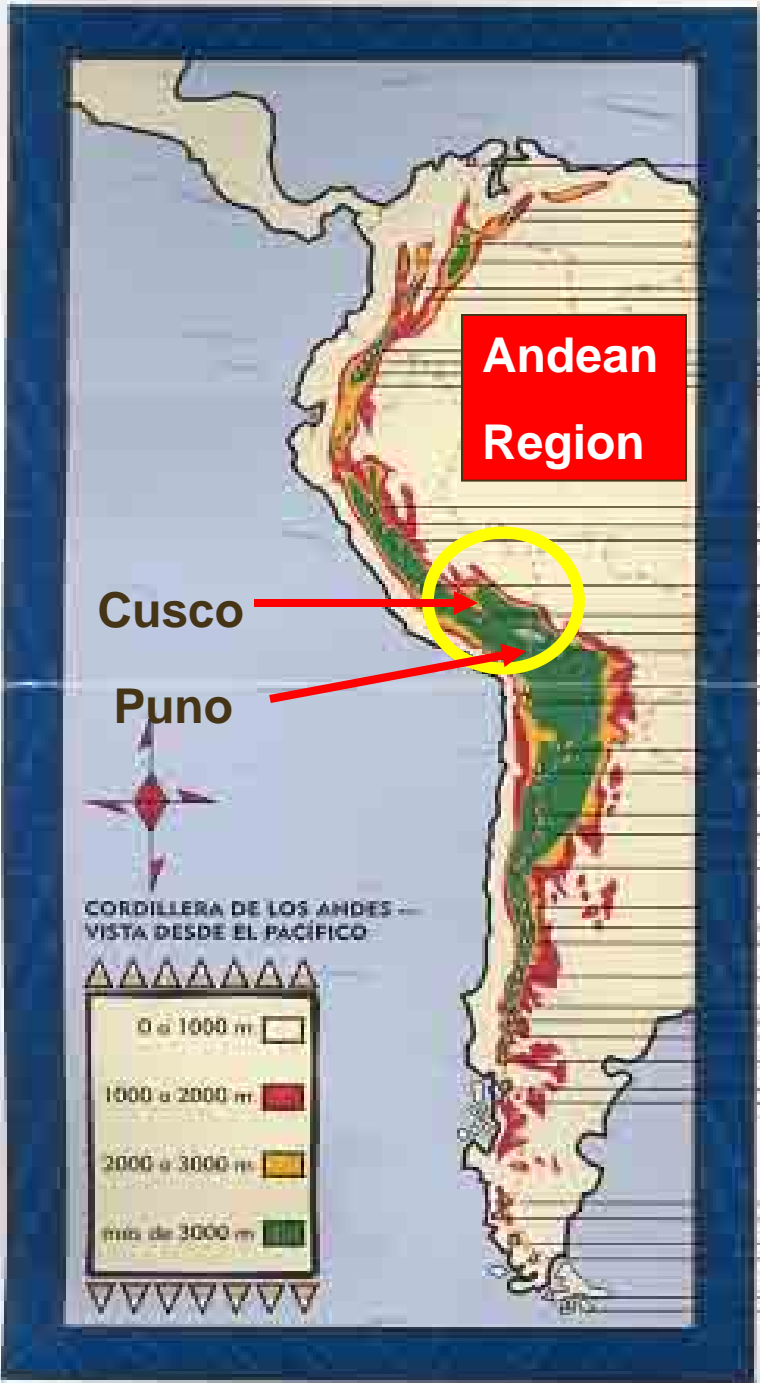 Andean
Region
Cusco
Puno
CORDILLERA DE LOS ANDES —
VISTA DESDE EL PACÍFICO
0 a 1000 m
1000 a 2000 m
2000 a 3000 m
más de 3000 m